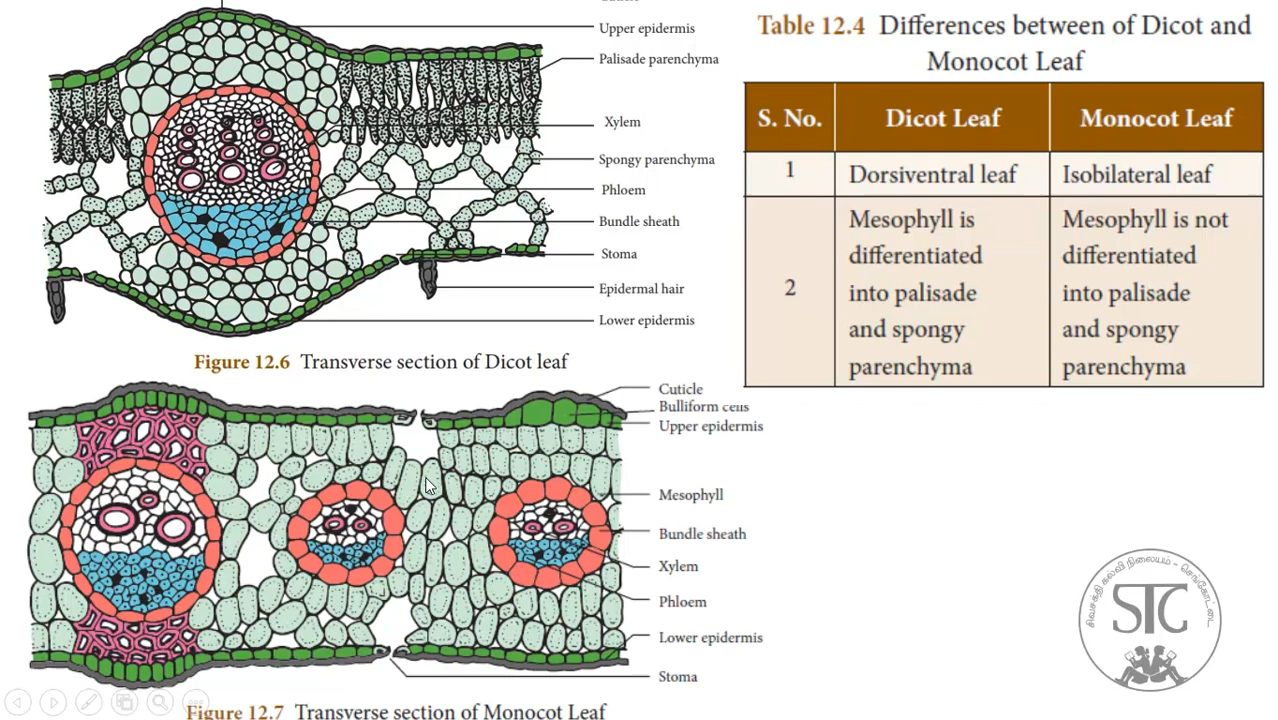 Cuticle
Upper epidermis
Palisade parenchyma
Xylem
Spongy parenchyma
Phloem
Bundle sheath
Stoma
Epidermal hair
Lower epidermis
Figure 12.6 Transverse section of Dicot leaf
Cuticle
Bulliform cells
Upper epidermis
Mesophyll
Bundle sheath
Xylem
Phloem
Lower epidermis
Stoma
Figure 12.7 Transverse section of Monocot Leaf
Table 12.4 Differences between of Dicot and
Monocot Leaf
S. No. Dicot Leaf Monocot Leaf
1 Dorsiventral leaf Isobilateral leaf
2
Mesophyll is
differentiated
into palisade
and spongy
parenchyma
Mesophyll is not
differentiated
into palisade
and spongy
parenchyma
சிவசக்தி கல்வி நிலையம் - செங்கோட்டை
STC